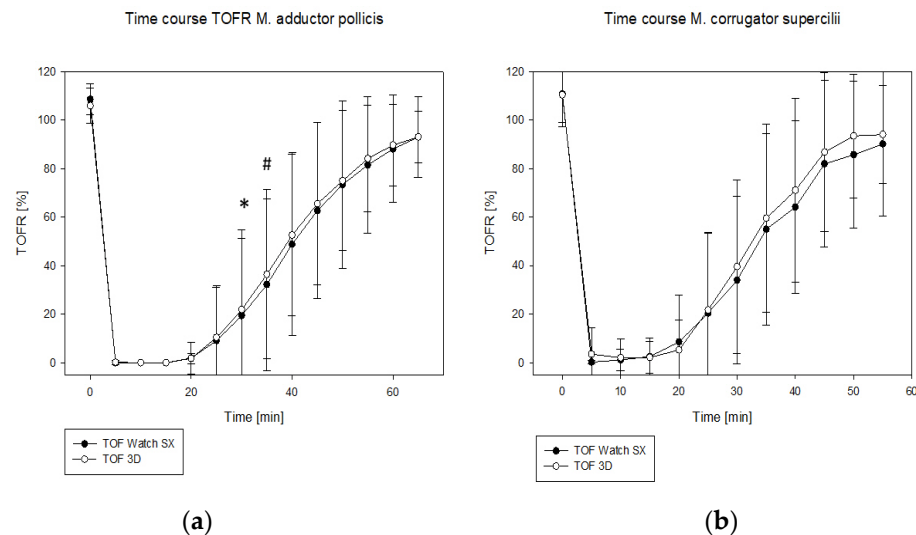 Time course TOFR M. adductor pollicis
120
100
80
60
40
20
0
TOFR [%]
*
#
0 20 40 60
Time [min]
TOF Watch SX
TOF 3D
(a)
Time course M. corrugator supercilii
120
100
80
60
40
20
0
TOFR [%]
0 10 20 30 40 50 60
Time [min]
TOF Watch SX
TOF 3D
(b)